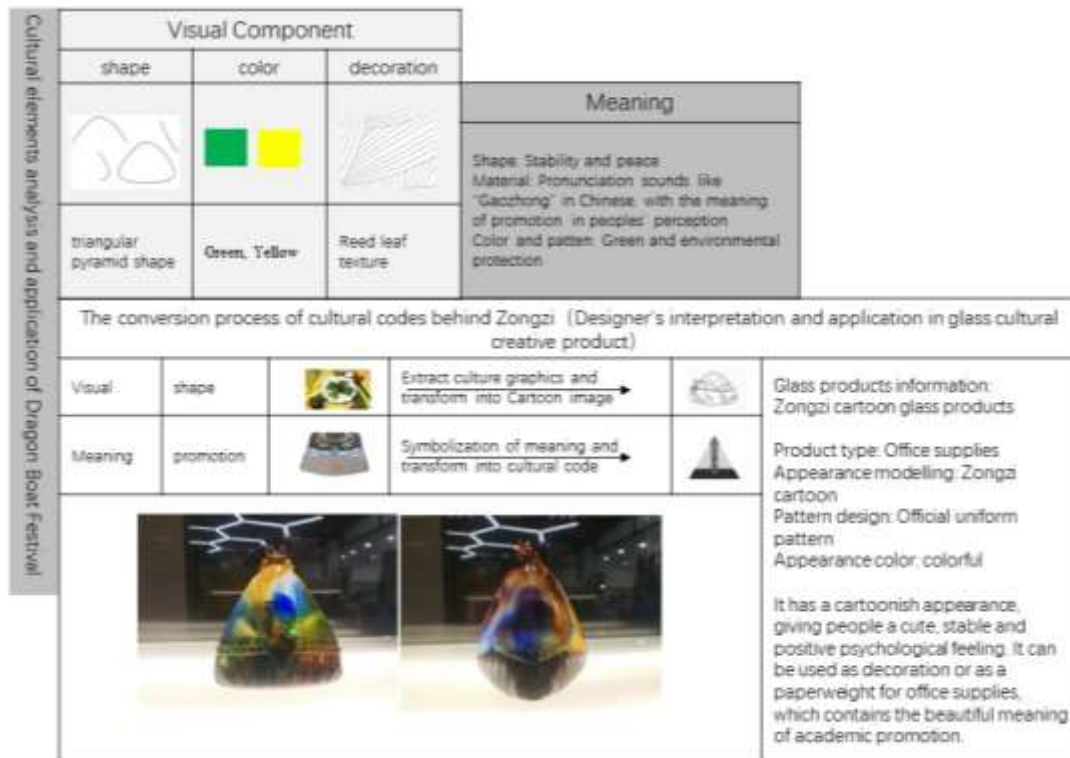 Cultural elements analysis and application of Dragon Boat Festival
Visual Component
shape
color
decoration
triangular
pyramid shape
Green, Yellow
Reed leaf
texture
Meaning
Shape: Stability and peace
Material: Pronunciation sounds like
"Gaozhong" in Chinese, with the meaning
of promotion in peoples' perception
Color and patten: Green and environmental
protection
The conversion process of cultural codes behind Zongzi (Designer's interpretation and application in glass cultural
creative product)
Visual
shape
Extract culture graphics and
transform into Cartoon image
Meaning
promotion
Symbolization of meaning and
transform into cultural code
Glass products information:
Zongzi cartoon glass products
Product type: Office supplies
Appearance modelling: Zongzi
cartoon
Pattern design: Official uniform
pattern
Appearance color: colorful
It has a cartoonish appearance,
giving people a cute, stable and
positive psychological feeling. It can
be used as decoration or as a
paperweight for office supplies,
which contains the beautiful meaning
of academic promotion.